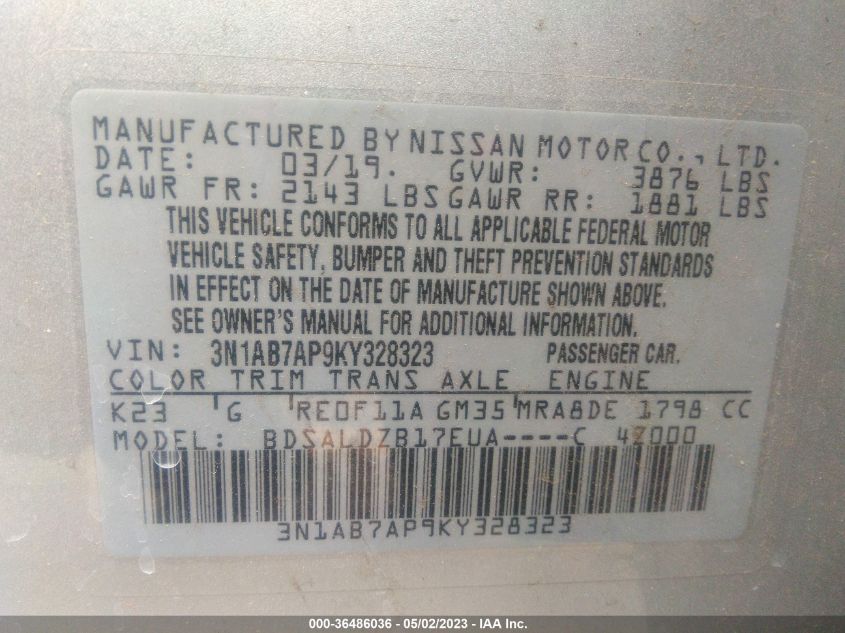 MANUFACTURED BY NISSAN MOTOR CO., LTD.
DATE: 03/19. GVWR: 3876 LBS
GAWR FR: 2143 LBS GAWR RR: 1881 LBS
THIS VEHICLE CONFORMS TO ALL APPLICABLE FEDERAL MOTOR
VEHICLE SAFETY, BUMPER AND THEFT PREVENTION STANDARDS
IN EFFECT ON THE DATE OF MANUFACTURE SHOWN ABOVE.
SEE OWNER'S MANUAL FOR ADDITIONAL INFORMATION.
VIN: 3N1AB7AP9KY328323 PASSENGER CAR.
COLOR TRIM TRANS AXLE ENGINE
K23 G RE0F11A GM35 MRA8DE 1798 CC
MODEL: BDSALDZB17EUA----C 4Z000
3N1AB7AP9KY328323
000-36486036 - 05/02/2023 - IAA Inc.